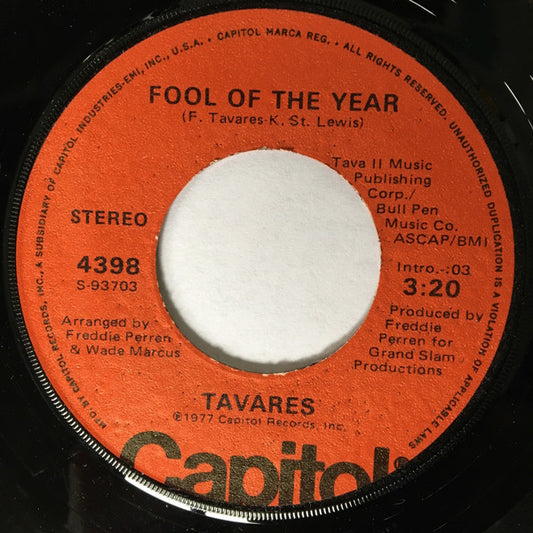 MFD. BY CAPITOL RECORDS, INC., A SUBSIDIARY OF CAPITOL INDUSTRIES-EMI, INC., U.S.A. • CAPITOL MARCA REG. • ALL RIGHTS RESERVED. UNAUTHORIZED DUPLICATION IS A VIOLATION OF APPLICABLE LAWS
FOOL OF THE YEAR
(F. Tavares-K. St. Lewis)
Tava II Music
Publishing
Corp./
Bull Pen
Music Co.
ASCAP/BMI
STEREO
4398
S-93703
Intro.-:03
3:20
Arranged by
Freddie Perren
& Wade Marcus
Produced by
Freddie
Perren for
Grand Slam
Productions
TAVARES
℗1977 Capitol Records, Inc.
Capitol®